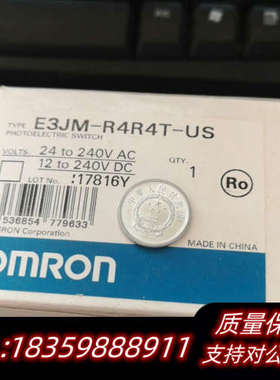 TYPE E3JM-R4R4T-US
PHOTOELECTRIC SWITCH
VOLTS. 24 to 240V AC
12 to 240V DC
QTY.
1
LOT No. 17816Y
Ro
536854 779633
RON Corporation
MADE IN CHINA
OMRON
质量保
:18359888911
支持对公